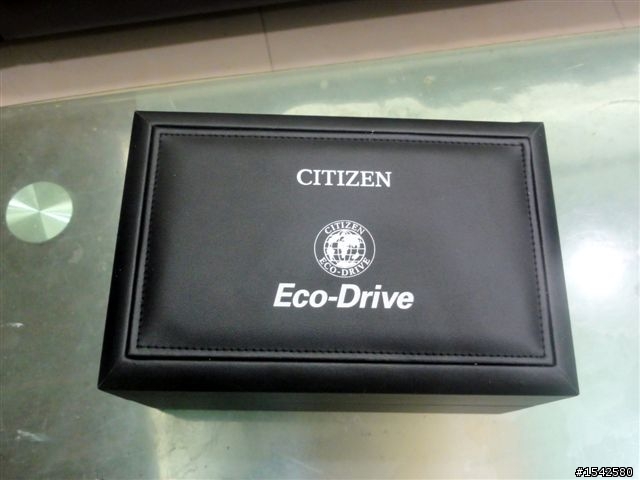 CITIZEN
CITIZEN
ECO-DRIVE
Eco-Drive
#1542580